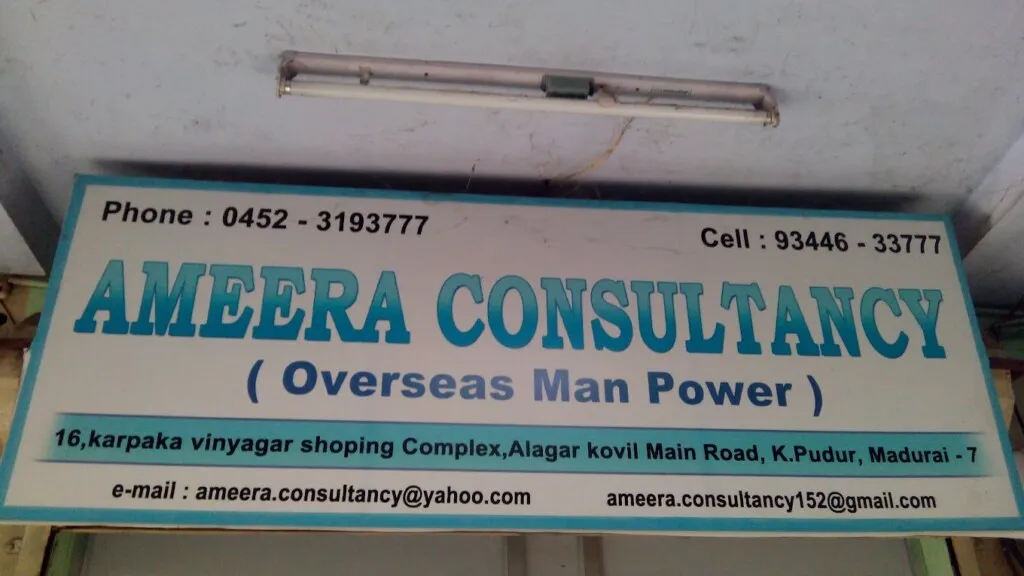 Phone : 0452 - 3193777
Cell : 93446 - 33777
AMEERA CONSULTANCY
( Overseas Man Power )
16,karpaka vinyagar shoping Complex,Alagar kovil Main Road, K.Pudur, Madurai - 7
e-mail : ameera.consultancy@yahoo.com
ameera.consultancy152@gmail.com